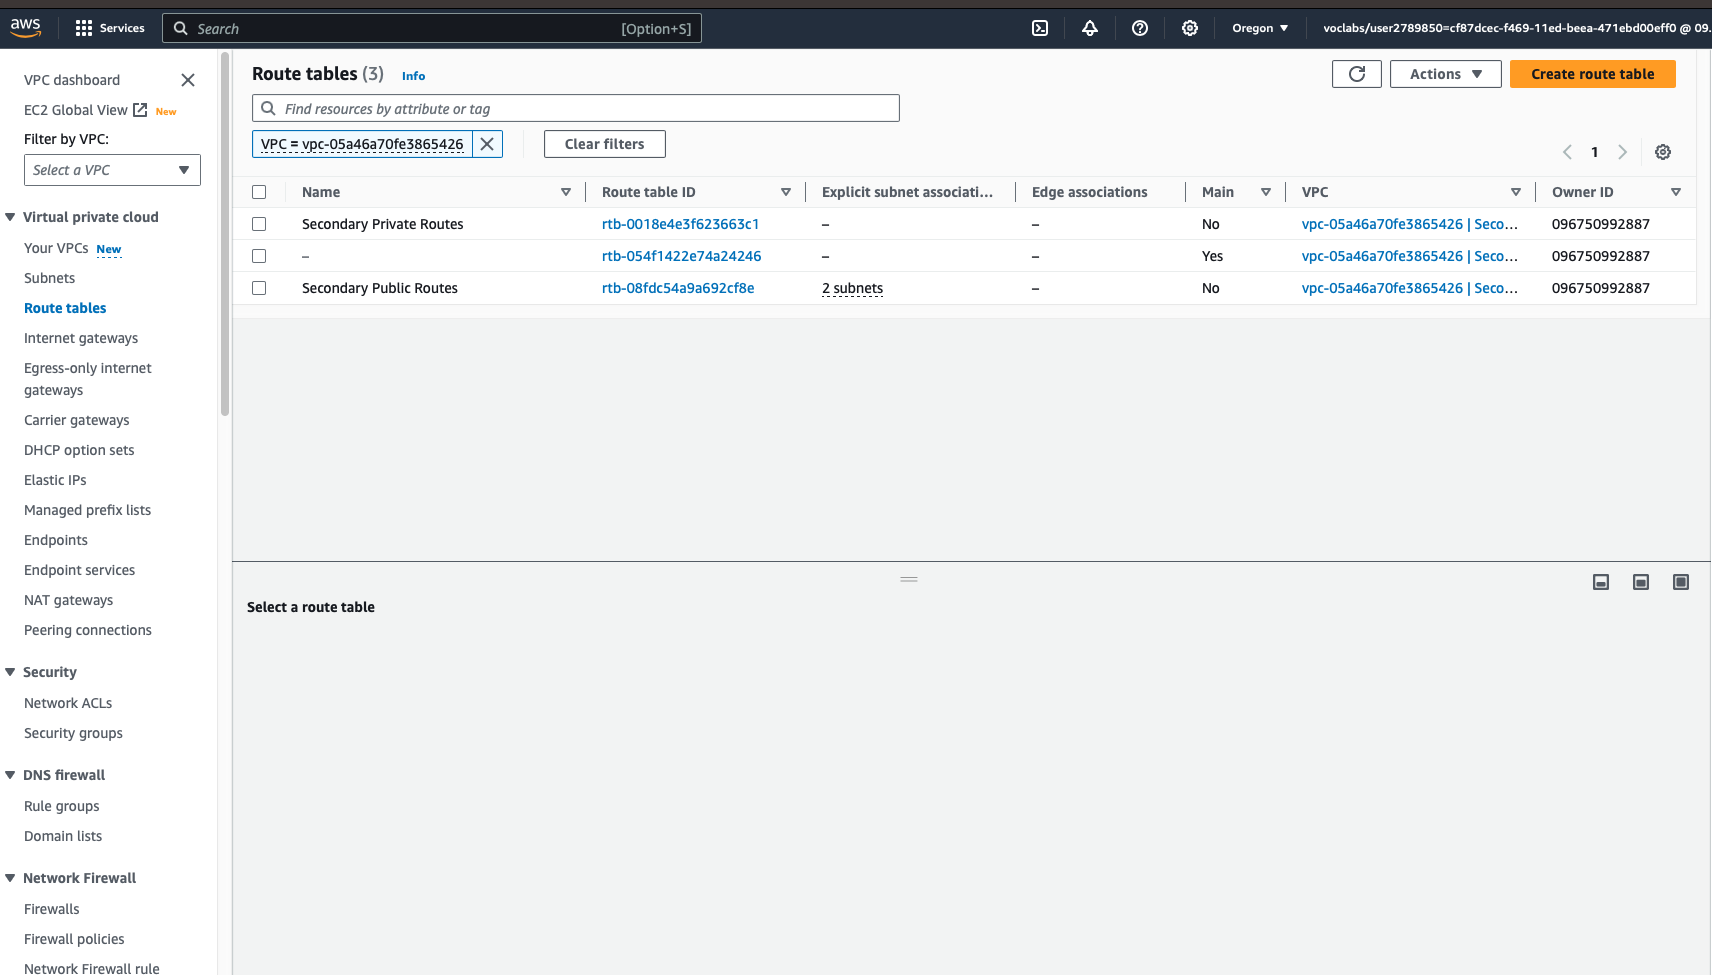 aws
Services
Search
[Option+S]
Oregon
voclabs/user2789850=cf87dcec-f469-11ed-beea-471ebd00eff0 @ 09.
VPC dashboard
EC2 Global View New
Filter by VPC:
Select a VPC
Virtual private cloud
Your VPCs New
Subnets
Route tables
Internet gateways
Egress-only internet
gateways
Carrier gateways
DHCP option sets
Elastic IPs
Managed prefix lists
Endpoints
Endpoint services
NAT gateways
Peering connections
Security
Network ACLs
Security groups
DNS firewall
Rule groups
Domain lists
Network Firewall
Firewalls
Firewall policies
Network Firewall rule
Route tables (3) Info
Actions
Create route table
Find resources by attribute or tag
VPC = vpc-05a46a70fe3865426
Clear filters
1
Name Route table ID Explicit subnet associati... Edge associations Main VPC Owner ID
Secondary Private Routes rtb-0018e4e3f623663c1 – – No vpc-05a46a70fe3865426 | Seco... 096750992887
– rtb-054f1422e74a24246 – – Yes vpc-05a46a70fe3865426 | Seco... 096750992887
Secondary Public Routes rtb-08fdc54a9a692cf8e 2 subnets – No vpc-05a46a70fe3865426 | Seco... 096750992887
Select a route table